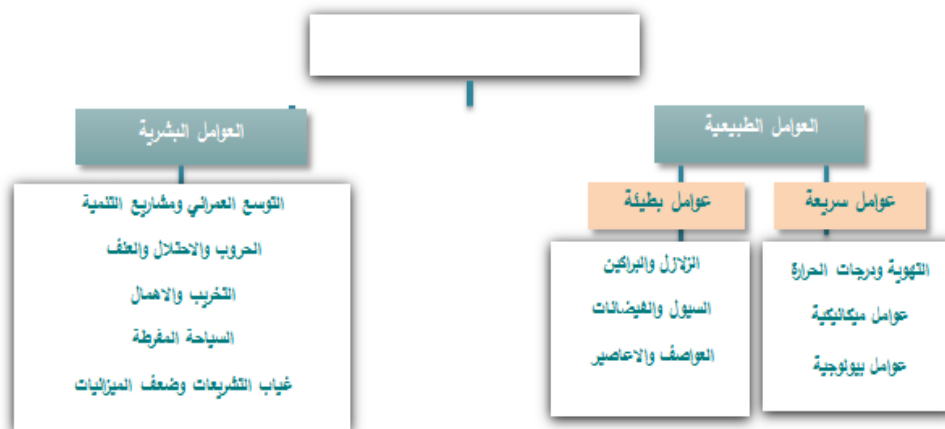 العوامل الطبيعية
العوامل البشرية
عوامل سريعة
التهوية ودرجات الحرارة
عوامل ميكانيكية
عوامل بيولوجية
عوامل بطيئة
الزلازل والبراكين
السيول والفيضانات
العواصف والاعاصير
التوسع العمراني ومشاريع التنمية
الحروب والاحتلال والعنف
التخريب والاهمال
السياحة المفرطة
غياب التشريعات وضعف الميزانيات